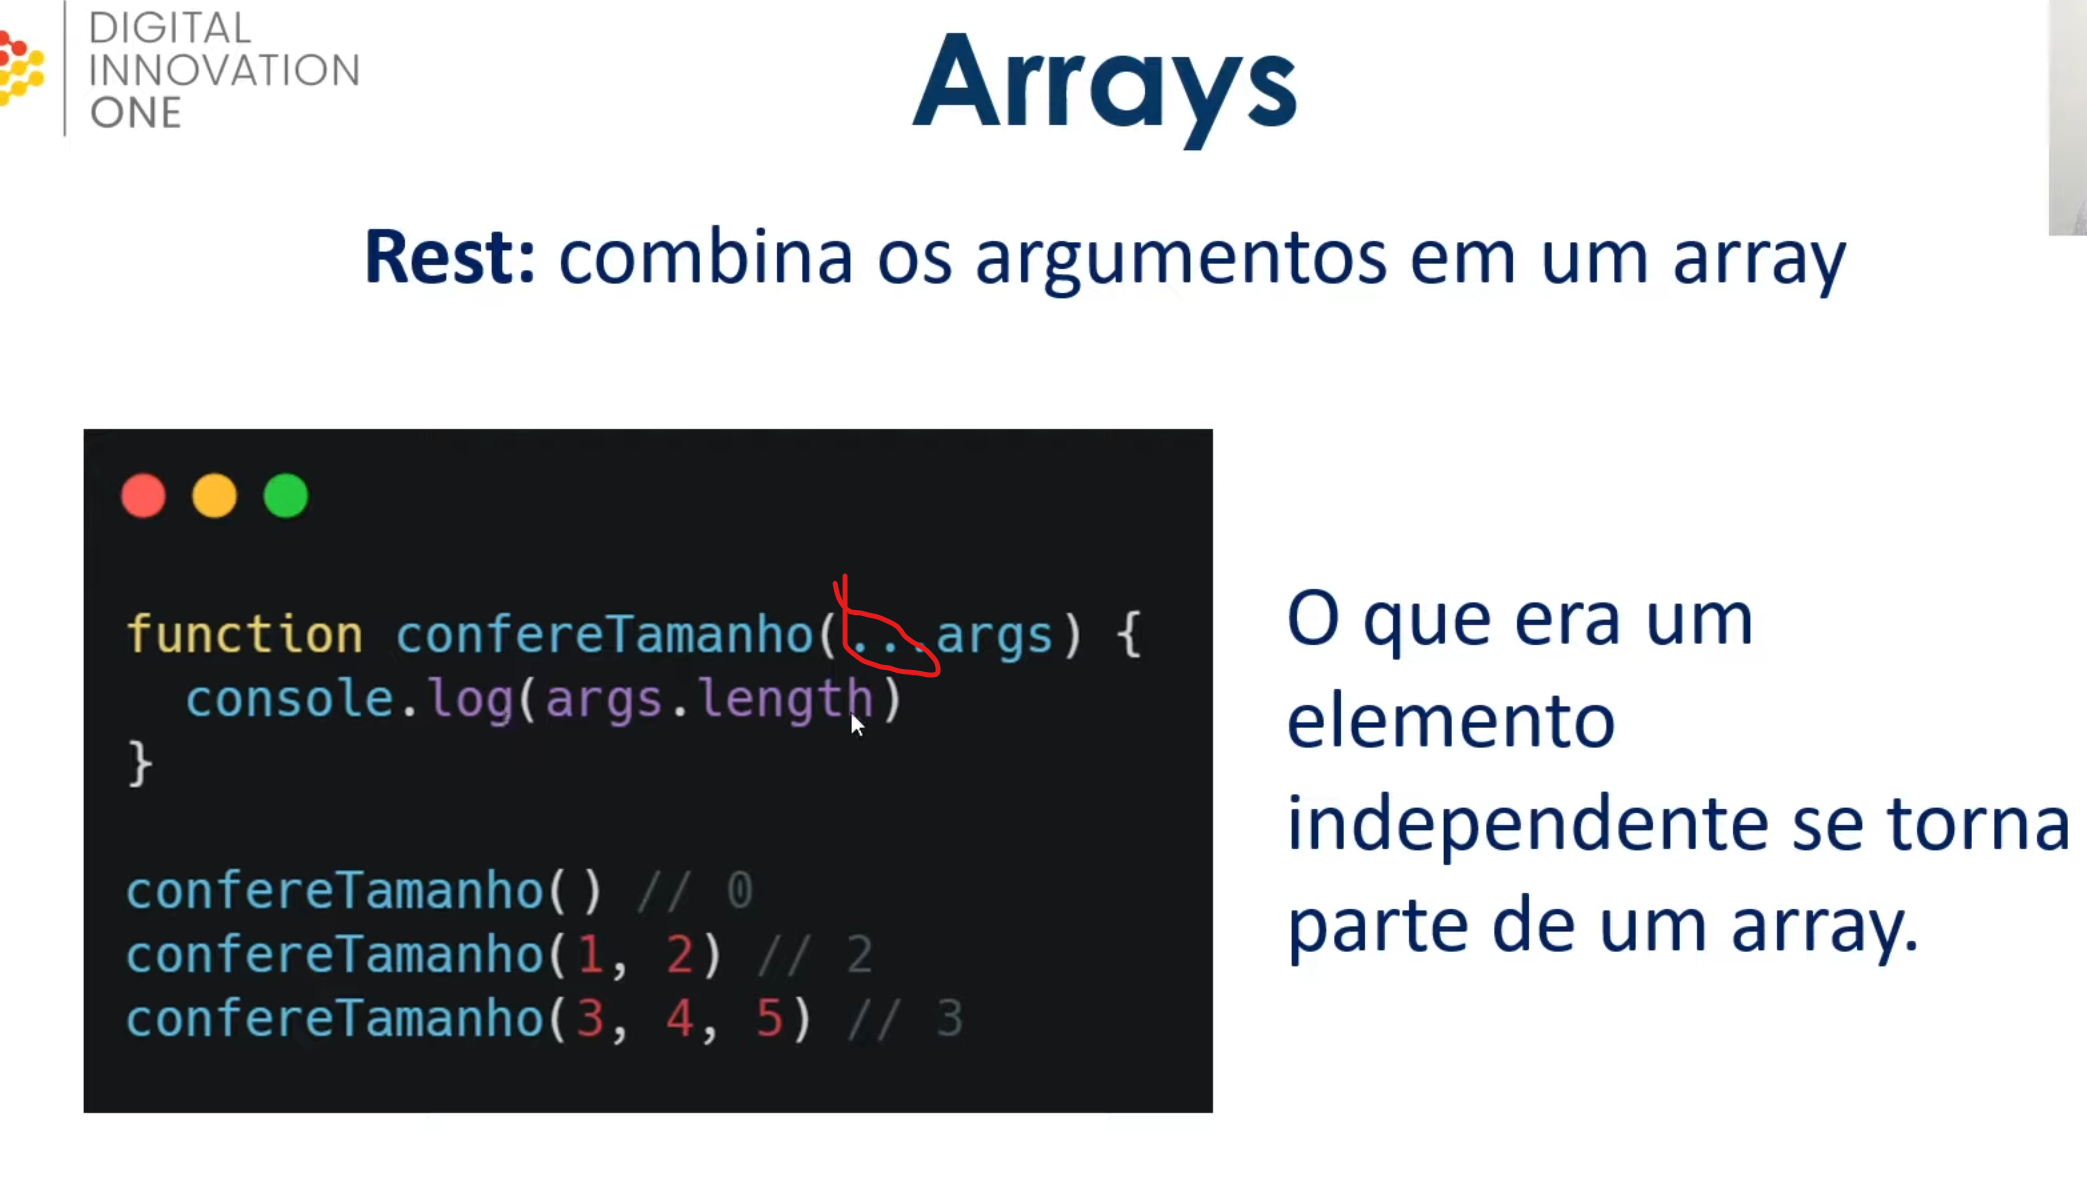 DIGITAL
INNOVATION
ONE
Arrays
Rest: combina os argumentos em um array
function confereTamanho(...args) {
  console.log(args.length)
}
confereTamanho() // 0
confereTamanho(1, 2) // 2
confereTamanho(3, 4, 5) // 3
O que era um
elemento
independente se torna
parte de um array.